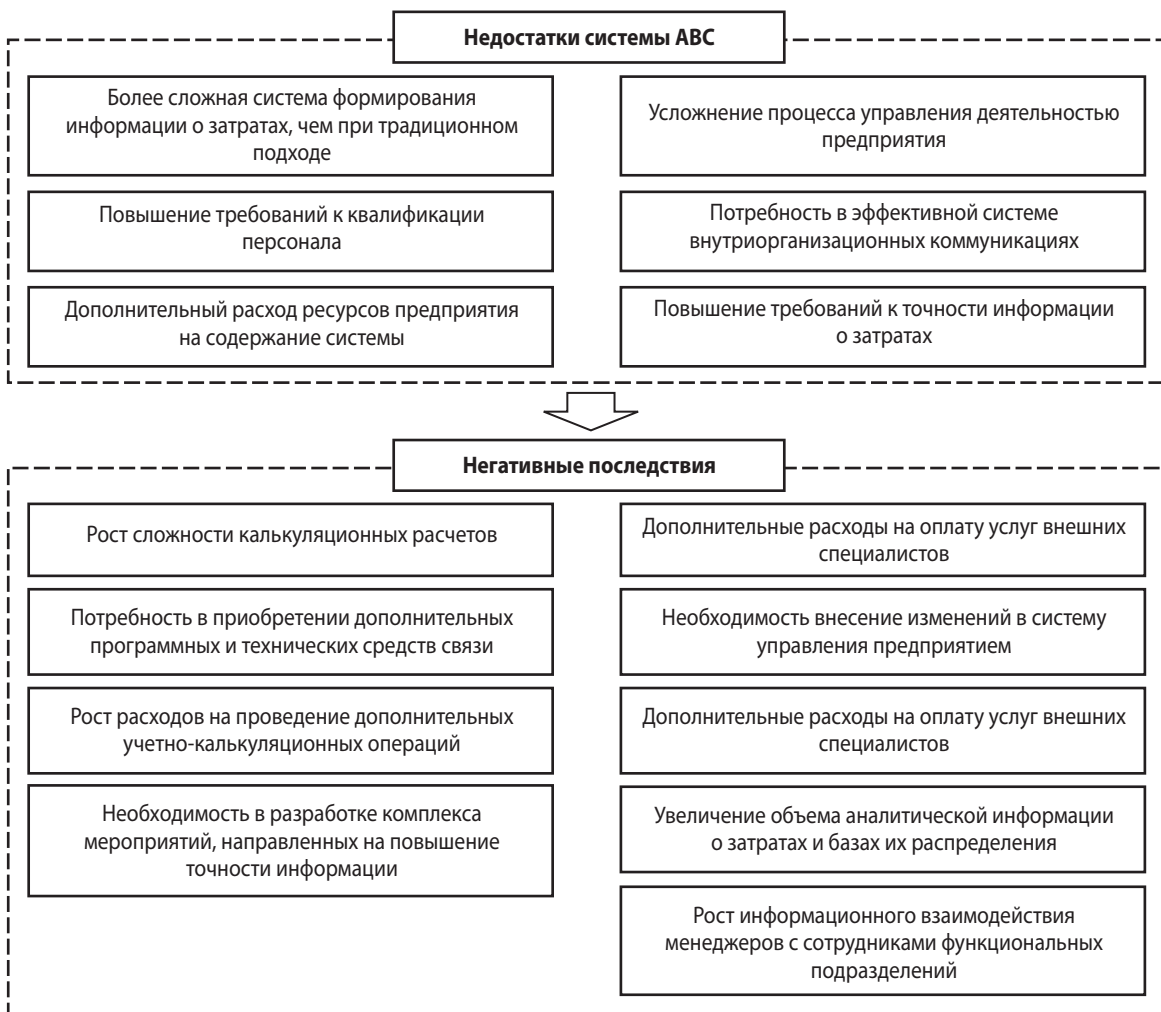 Недостатки системы АВС
Более сложная система формирования
информации о затратах, чем при традиционном
подходе
Усложнение процесса управления деятельностью
предприятия
Повышение требований к квалификации
персонала
Потребность в эффективной системе
внутриорганизационных коммуникациях
Дополнительный расход ресурсов предприятия
на содержание системы
Повышение требований к точности информации
о затратах
Негативные последствия
Рост сложности калькуляционных расчетов
Дополнительные расходы на оплату услуг внешних
специалистов
Потребность в приобретении дополнительных
программных и технических средств связи
Необходимость внесение изменений в систему
управления предприятием
Рост расходов на проведение дополнительных
учетно-калькуляционных операций
Дополнительные расходы на оплату услуг внешних
специалистов
Необходимость в разработке комплекса
мероприятий, направленных на повышение
точности информации
Увеличение объема аналитической информации
о затратах и базах их распределения
Рост информационного взаимодействия
менеджеров с сотрудниками функциональных
подразделений